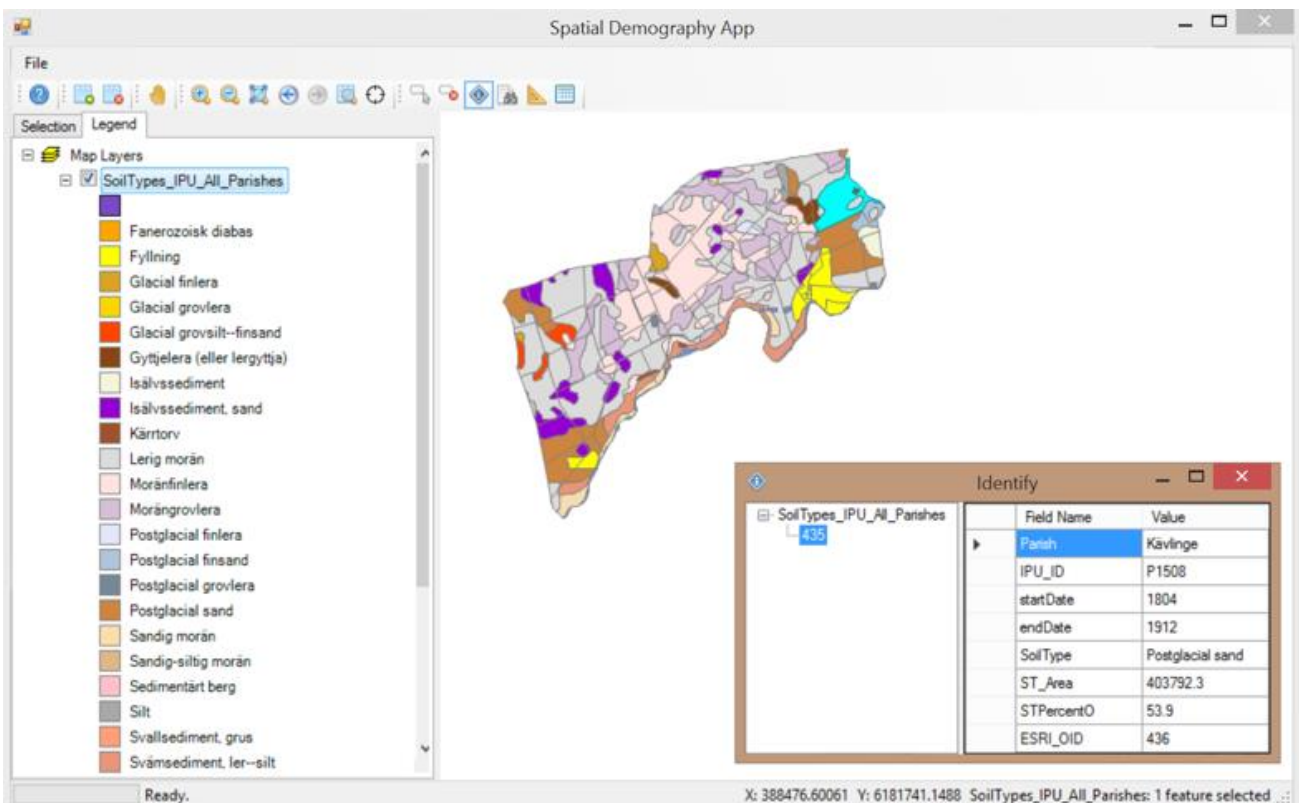 Spatial Demography App
File
Selection Legend
Map Layers
SoilTypes_IPU_All_Parishes
Fanerozoisk diabas
Fyllning
Glacial finlera
Glacial grovlera
Glacial grovsilt--finsand
Gyttjelera (eller lergyttja)
Isälvssediment
Isälvssediment, sand
Kärrtorv
Lerig morän
Moränfinlera
Morängrovlera
Postglacial finlera
Postglacial finsand
Postglacial grovlera
Postglacial sand
Sandig morän
Sandig-siltig morän
Sedimentärt berg
Silt
Svallsediment, grus
Svämsediment, ler--silt
Identify
SoilTypes_IPU_All_Parishes
435
Field Name Value
Parish Kävlinge
IPU_ID P1508
startDate 1804
endDate 1912
SoilType Postglacial sand
ST_Area 403792.3
STPercentO 53.9
ESRI_OID 436
Ready. X: 388476.60061 Y: 6181741.1488 SoilTypes_IPU_All_Parishes: 1 feature selected